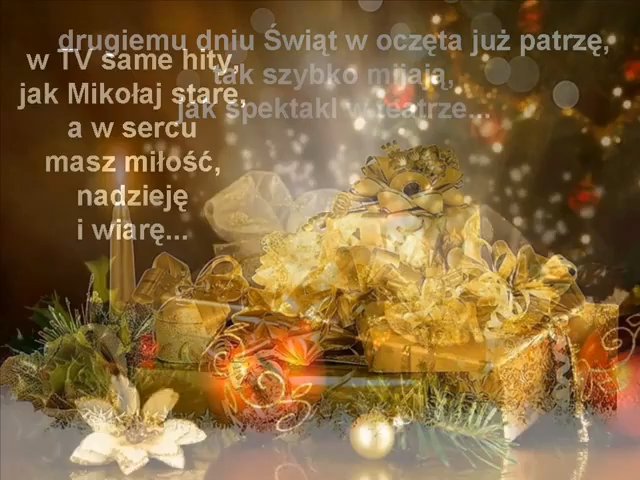 drugiemu dniu Świąt w oczęta już patrzę,
tak szybko mijają,
jak spektakl w teatrze...
w TV same hity,
jak Mikołaj stare,
a w sercu
masz miłość,
nadzieję
i wiarę...